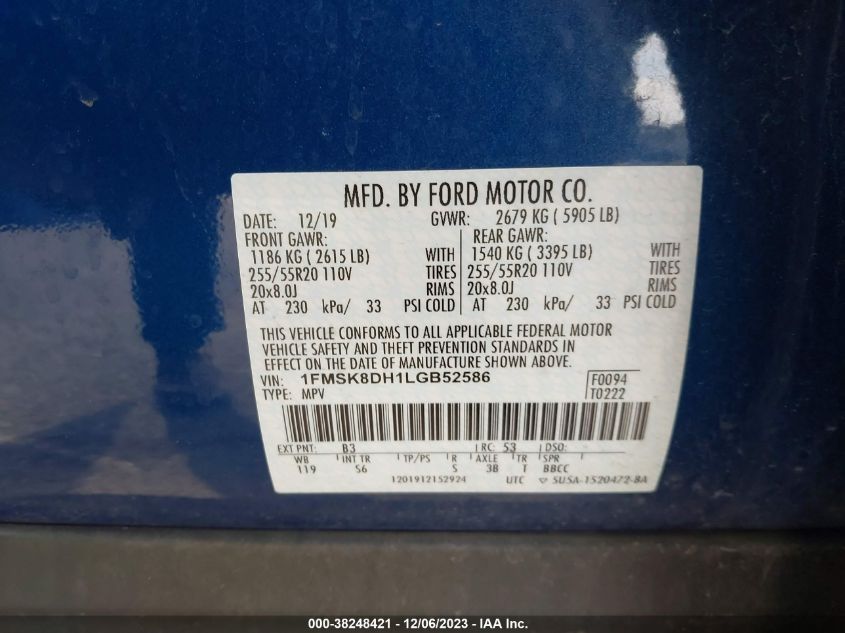 MFD. BY FORD MOTOR CO.
DATE: 12/19 GVWR: 2679 KG ( 5905 LB)
FRONT GAWR: REAR GAWR:
1186 KG ( 2615 LB) WITH 1540 KG ( 3395 LB) WITH
255/55R20 110V TIRES 255/55R20 110V TIRES
20x8.0J RIMS 20x8.0J RIMS
AT 230 kPa/ 33 PSI COLD AT 230 kPa/ 33 PSI COLD
THIS VEHICLE CONFORMS TO ALL APPLICABLE FEDERAL MOTOR
VEHICLE SAFETY AND THEFT PREVENTION STANDARDS IN
EFFECT ON THE DATE OF MANUFACTURE SHOWN ABOVE.
VIN: 1FMSK8DH1LGB52586 F0094
TYPE: MPV T0222
EXT PNT: B3 RC: 53 DSO:
WB INT TR TP/PS R AXLE TR SPR
119 S6 S 3B T BBCC
1201912152924 UTC ▽ SUSA-1520472-BA
000-38248421 - 12/06/2023 - IAA Inc.